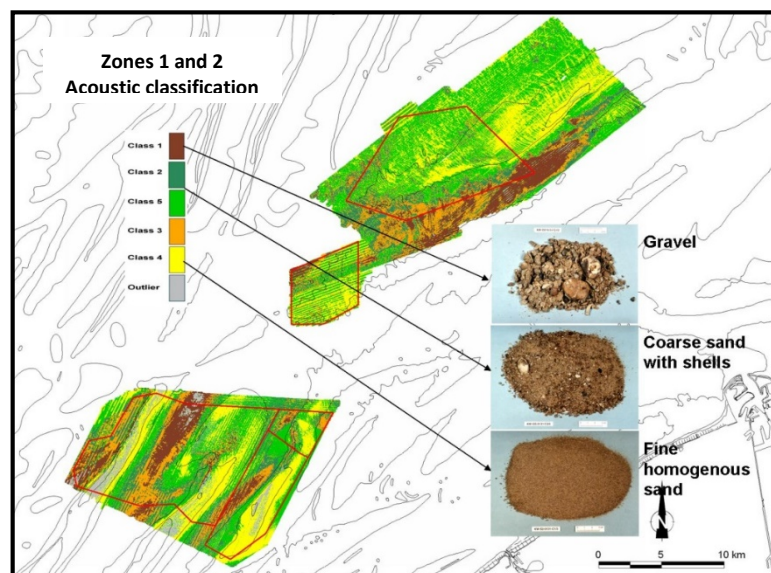 Zones 1 and 2
Acoustic classification
Class 1
Class 2
Class 5
Class 3
Class 4
Outlier
Gravel
Coarse sand
with shells
Fine
homogenous
sand
N
0 5 10 km